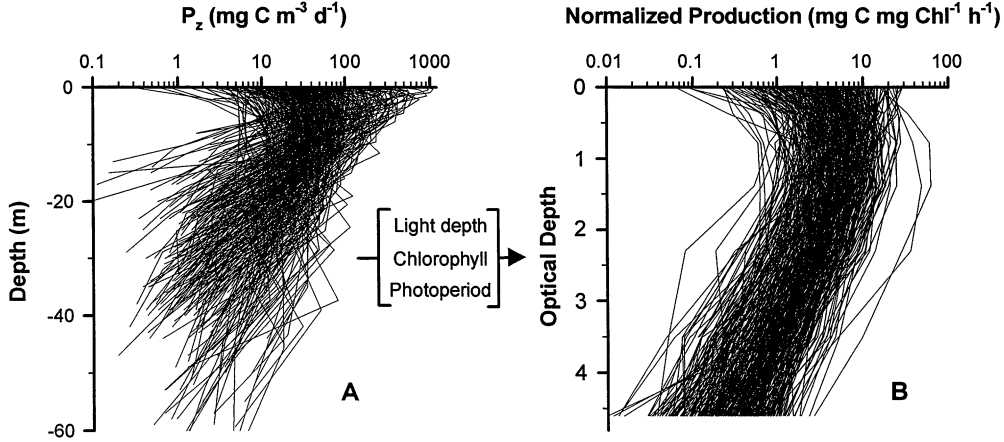 P_z (mg C m⁻³ d⁻¹)
0.1 1 10 100 1000
0
-20
-40
-60
Depth (m)
A
Light depth
Chlorophyll
Photoperiod
Normalized Production (mg C mg Chl⁻¹ h⁻¹)
0.01 0.1 1 10 100
0
1
2
3
4
Optical Depth
B